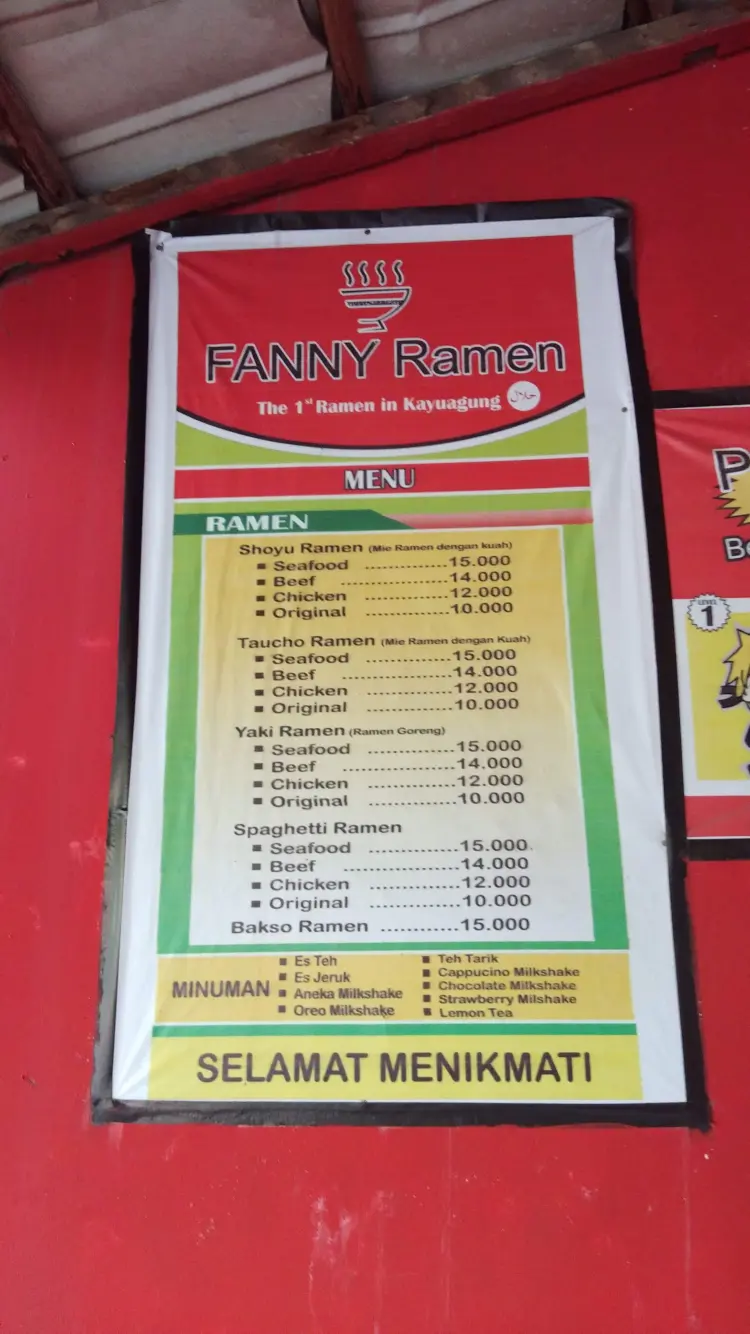 FANNY Ramen
The 1st Ramen in Kayuagung حلال
MENU
RAMEN
Shoyu Ramen (Mie Ramen dengan kuah)
▪ Seafood ..............15.000
▪ Beef ..................14.000
▪ Chicken ..............12.000
▪ Original ..............10.000
Taucho Ramen (Mie Ramen dengan Kuah)
▪ Seafood ..............15.000
▪ Beef ..................14.000
▪ Chicken ..............12.000
▪ Original ..............10.000
Yaki Ramen (Ramen Goreng)
▪ Seafood ..............15.000
▪ Beef ..................14.000
▪ Chicken ..............12.000
▪ Original ..............10.000
Spaghetti Ramen
▪ Seafood ..............15.000.
▪ Beef ..................14.000
▪ Chicken ..............12.000
▪ Original ..............10.000
Bakso Ramen ............15.000
MINUMAN
▪ Es Teh
▪ Es Jeruk
▪ Aneka Milkshake
▪ Oreo Milkshake
▪ Teh Tarik
▪ Cappucino Milkshake
▪ Chocolate Milkshake
▪ Strawberry Milshake
▪ Lemon Tea
SELAMAT MENIKMATI
LEVEL
1